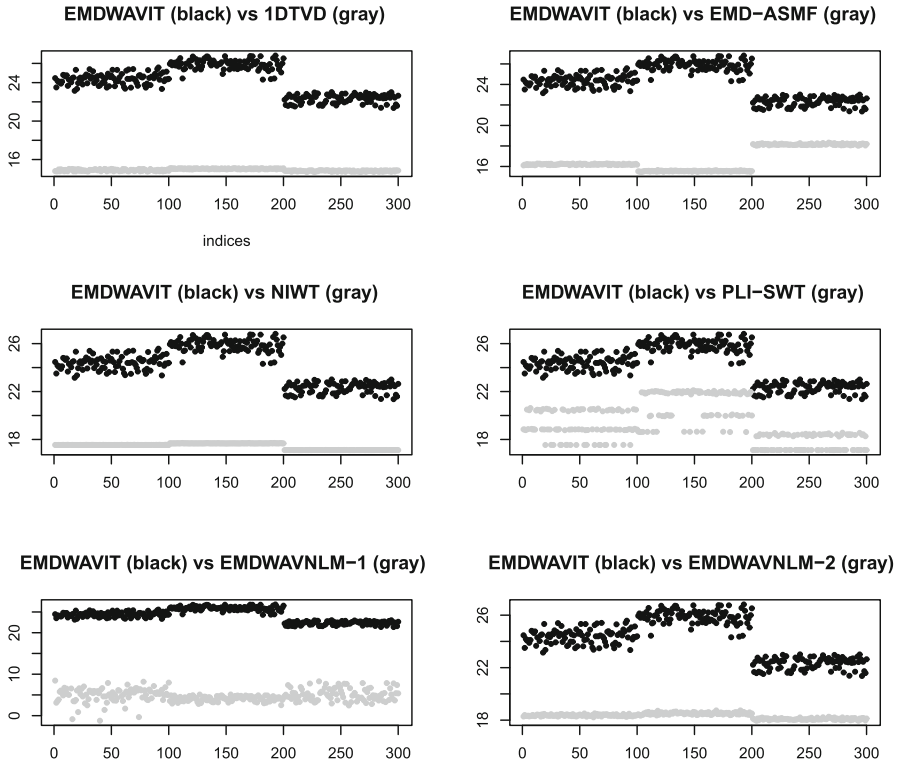 EMDWAVIT (black) vs 1DTVD (gray)
16 20 24
0 50 100 150 200 250 300
indices
EMDWAVIT (black) vs EMD−ASMF (gray)
16 20 24
0 50 100 150 200 250 300
EMDWAVIT (black) vs NIWT (gray)
18 22 26
0 50 100 150 200 250 300
EMDWAVIT (black) vs PLI−SWT (gray)
18 22 26
0 50 100 150 200 250 300
EMDWAVIT (black) vs EMDWAVNLM−1 (gray)
0 10 20
0 50 100 150 200 250 300
EMDWAVIT (black) vs EMDWAVNLM−2 (gray)
18 22 26
0 50 100 150 200 250 300